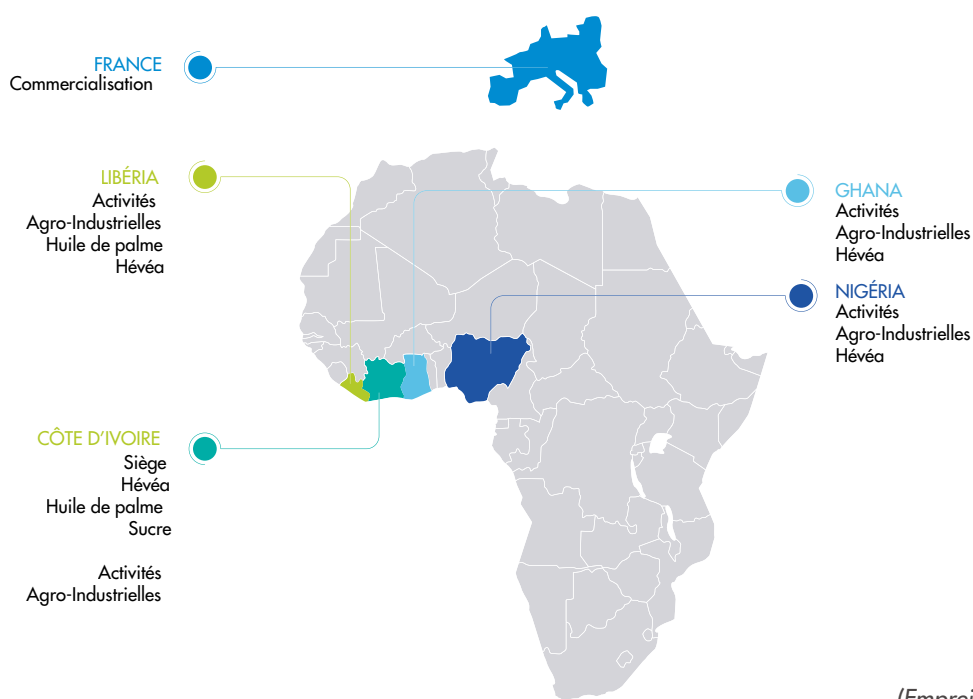 FRANCE
Commercialisation
LIBÉRIA
Activités
Agro-Industrielles
Huile de palme
Hévéa
GHANA
Activités
Agro-Industrielles
Hévéa
NIGÉRIA
Activités
Agro-Industrielles
Hévéa
CÔTE D'IVOIRE
Siège
Hévéa
Huile de palme
Sucre
Activités
Agro-Industrielles